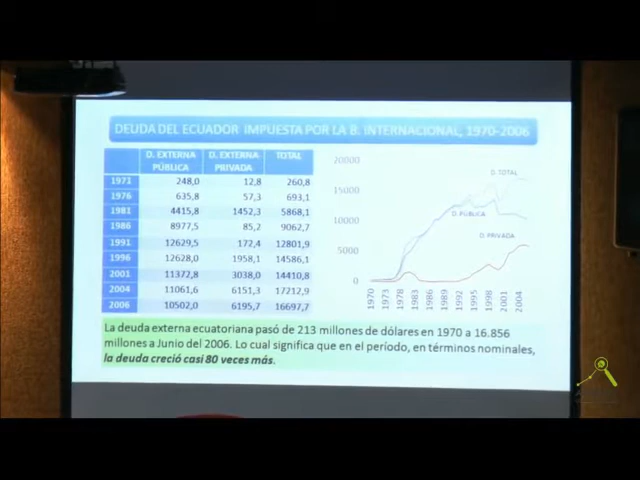 DEUDA DEL ECUADOR IMPUESTA POR LA B. INTERNACIONAL, 1970-2006
D. EXTERNA PÚBLICA D. EXTERNA PRIVADA TOTAL
1971 248,0 12,8 260,8
1976 635,8 57,3 693,1
1981 4415,8 1452,3 5868,1
1986 8977,5 85,2 9062,7
1991 12629,5 172,4 12801,9
1996 12628,0 1958,1 14586,1
2001 11372,8 3038,0 14410,8
2004 11061,6 6151,3 17212,9
2006 10502,0 6195,7 16697,7
20000
15000
10000
5000
0
D. TOTAL
D. PÚBLICA
D. PRIVADA
1970 1973 1978 1983 1986 1989 1992 1995 1998 2001 2004
La deuda externa ecuatoriana pasó de 213 millones de dólares en 1970 a 16.856
millones a Junio del 2006. Lo cual significa que en el período, en términos nominales,
la deuda creció casi 80 veces más.